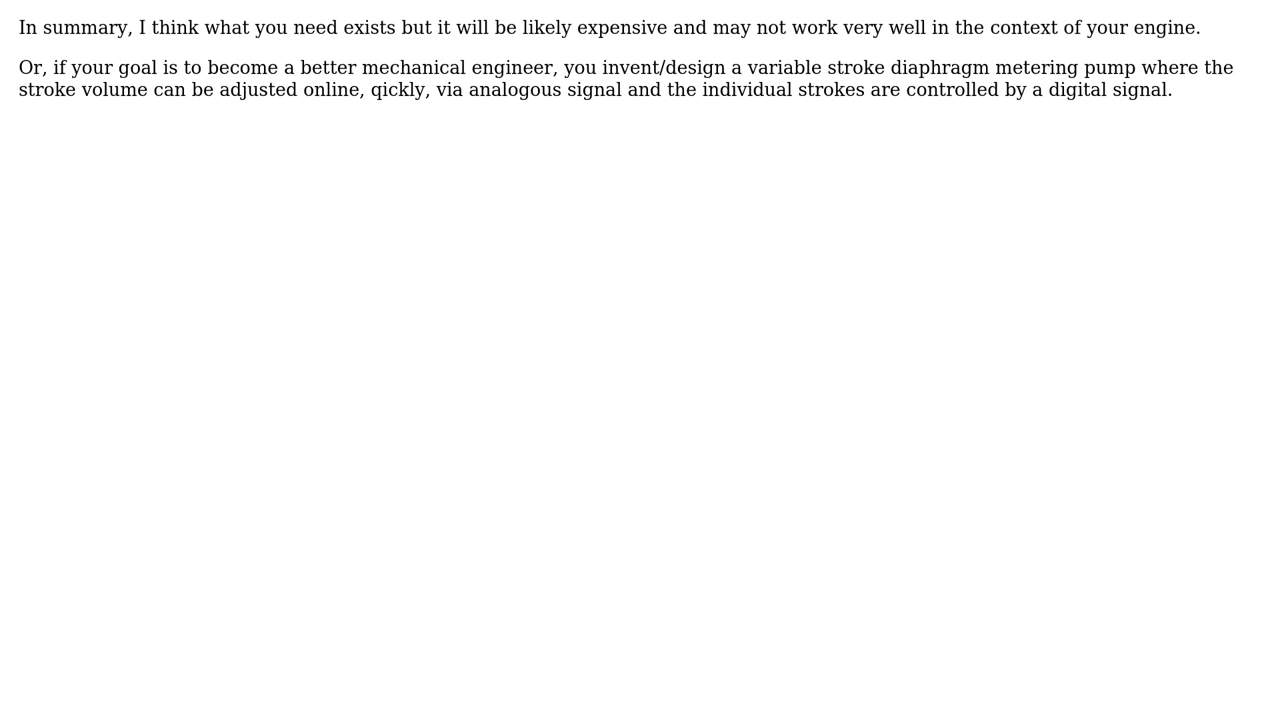 In summary, I think what you need exists but it will be likely expensive and may not work very well in the context of your engine.
Or, if your goal is to become a better mechanical engineer, you invent/design a variable stroke diaphragm metering pump where the
stroke volume can be adjusted online, qickly, via analogous signal and the individual strokes are controlled by a digital signal.